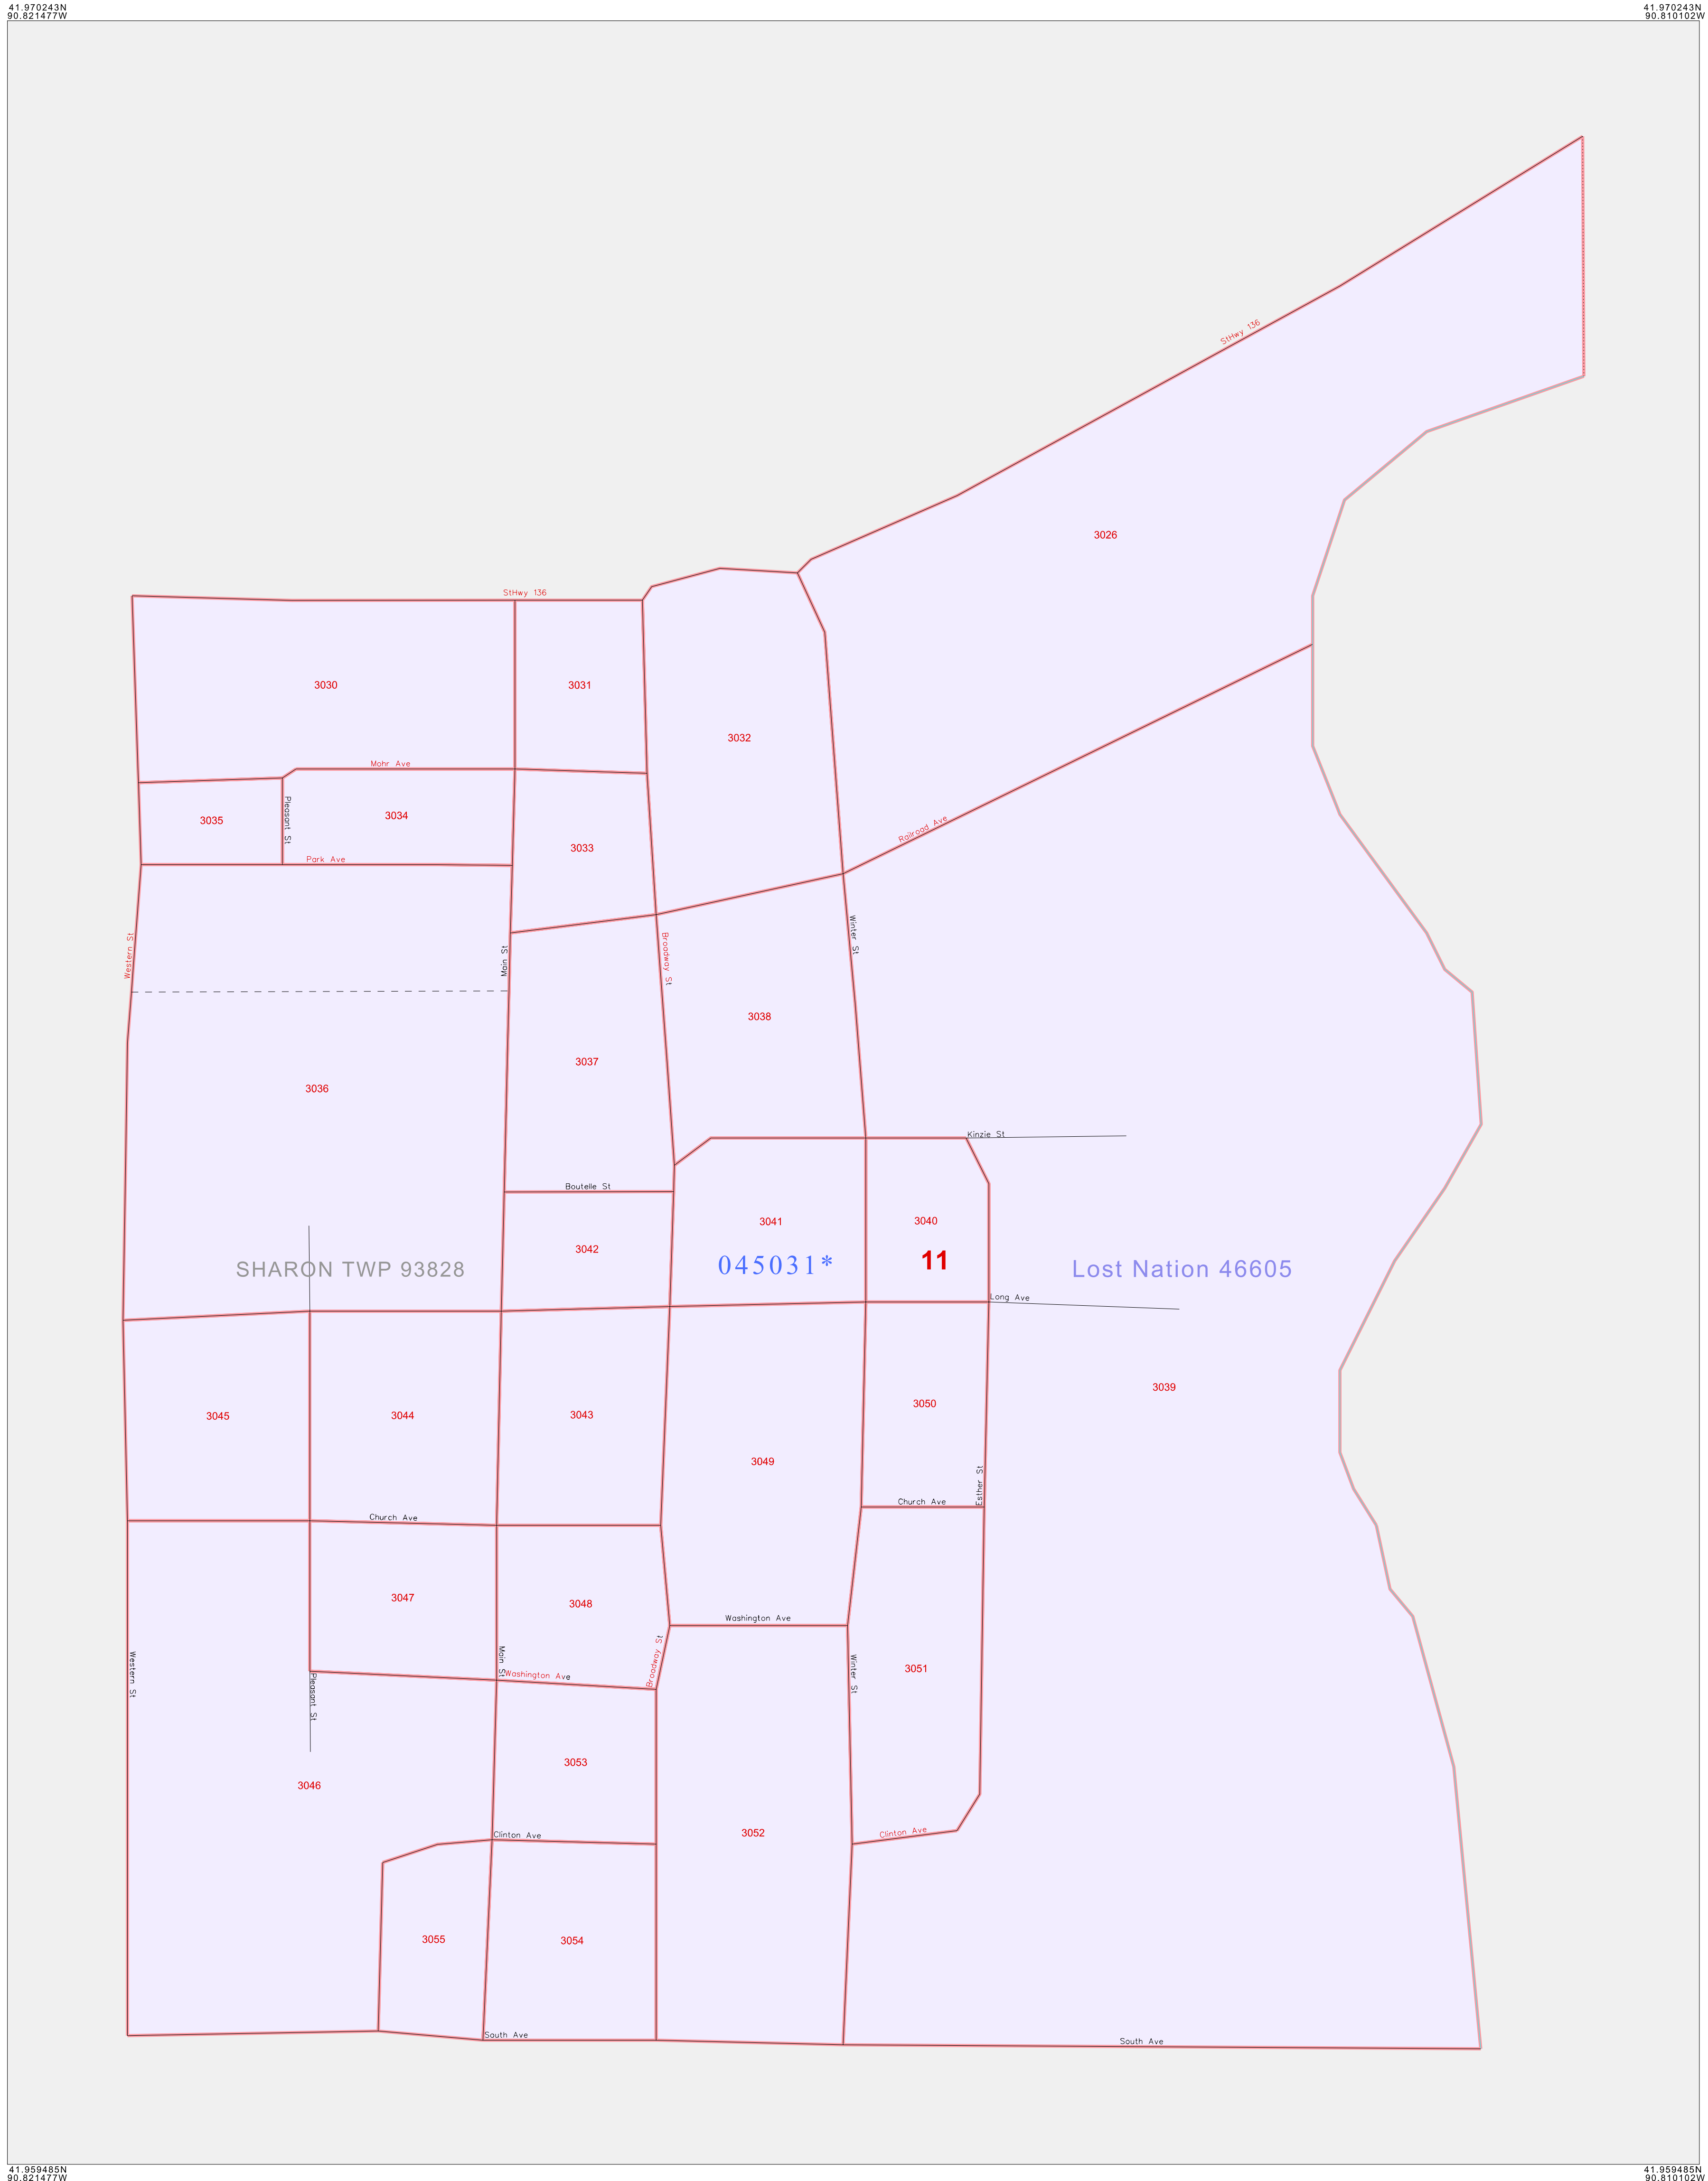 41.970243N
90.821477W
41.970243N
90.810102W
StHwy 136
3026
StHwy 136
3030
3031
3032
Mohr Ave
3035
Pleasant St
3034
Railroad Ave
3033
Park Ave
Western St
Main St
Broadway St
Winter St
3038
3037
3036
Kinzie St
Boutelle St
3041
3040
3042
SHARON TWP 93828
045031*
11
Lost Nation 46605
Long Ave
3039
3045
3044
3043
3050
3049
Esther St
Church Ave
Church Ave
3047
3048
Washington Ave
Western St
Pleasant St
Main St
Washington Ave
Broadway St
Winter St
3051
3053
3046
3052
Clinton Ave
Clinton Ave
3055
3054
South Ave
South Ave
41.959485N
90.821477W
41.959485N
90.810102W